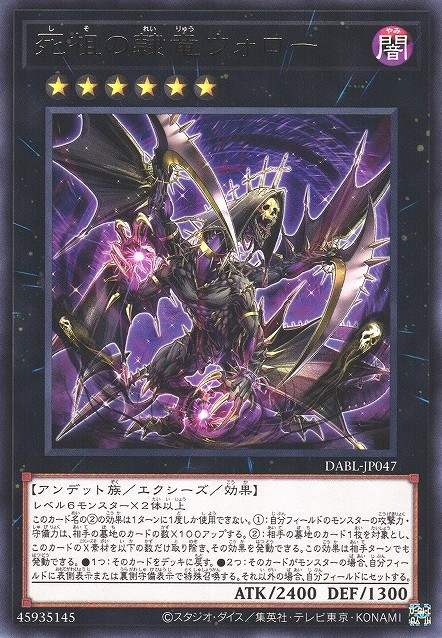 死祖の隷竜ウォロー
闇
DABL-JP047
【アンデット族/エクシーズ/効果】
レベル6モンスター×2体以上
このカード名の②の効果は1ターンに1度しか使用できない。①:自分フィールドのモンスターの攻撃力・
守備力は、相手の墓地のカードの数×100アップする。②:相手の墓地のカード1枚を対象とし、
このカードのX素材を以下の数だけ取り除き、その効果を発動できる。この効果は相手ターンでも
発動できる。●1つ:そのカードをデッキに戻す。●2つ:そのカードがモンスターの場合、自分フィー
ルドに表側表示または裏側守備表示で特殊召喚する。それ以外の場合、自分フィールドにセットする。
ATK/2400 DEF/1300
45935145 ©スタジオ・ダイス/集英社・テレビ東京・KONAMI